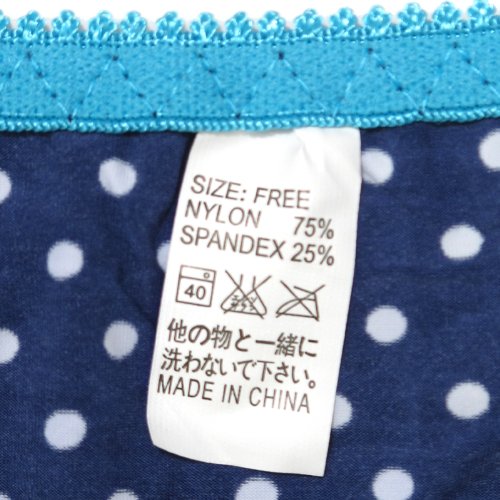 SIZE: FREE
NYLON 75%
SPANDEX 25%
40
他の物と一緒に
洗わないで下さい。
MADE IN CHINA